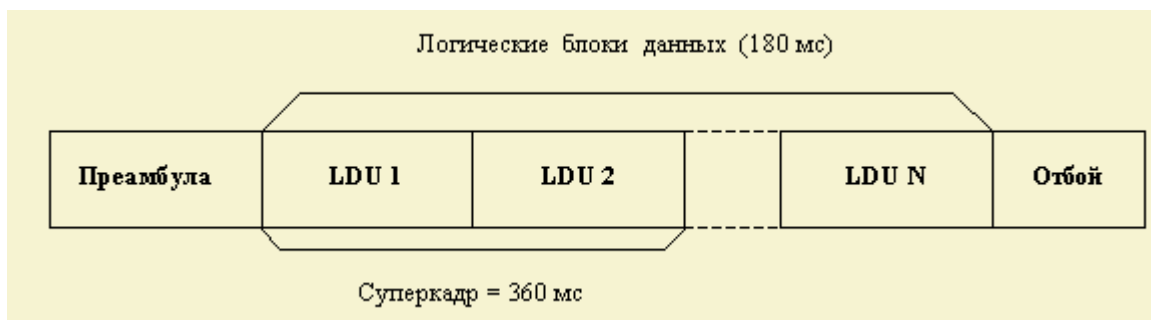 Логические блоки данных (180 мс)
Преамбула LDU 1 LDU 2 LDU N Отбой
Суперкадр = 360 мс